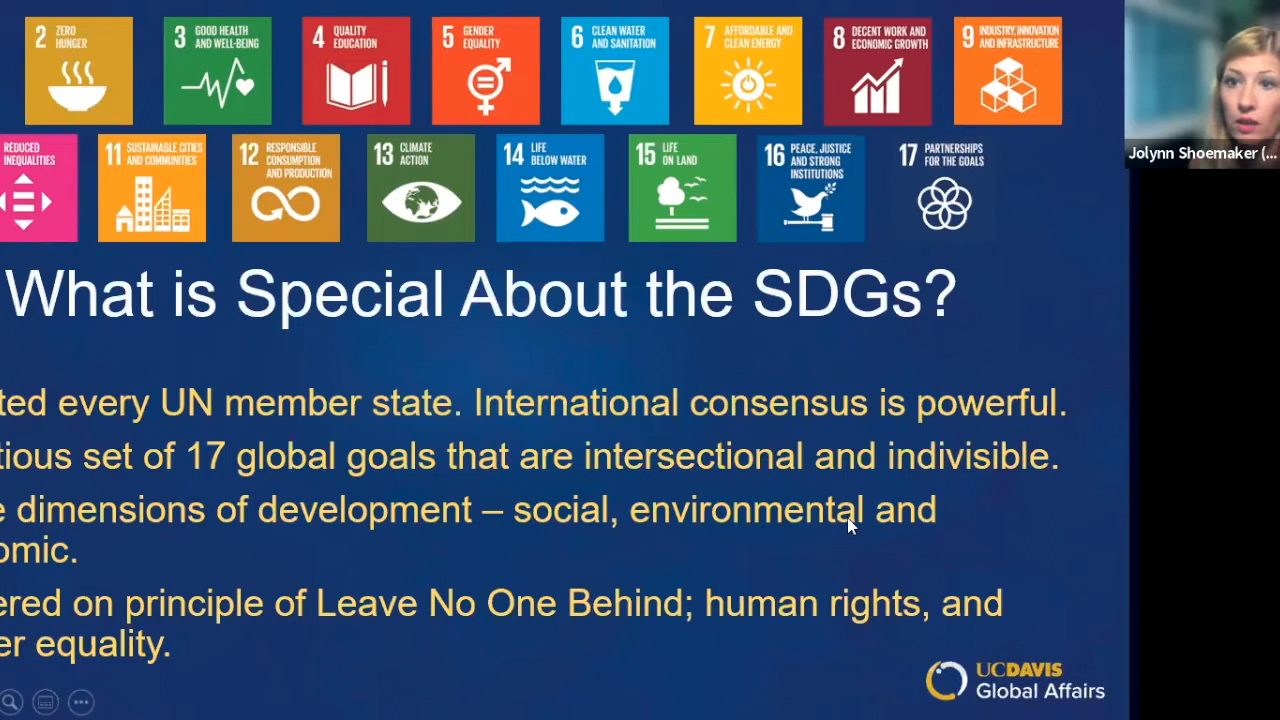 2 ZERO HUNGER
3 GOOD HEALTH AND WELL-BEING
4 QUALITY EDUCATION
5 GENDER EQUALITY
6 CLEAN WATER AND SANITATION
7 AFFORDABLE AND CLEAN ENERGY
8 DECENT WORK AND ECONOMIC GROWTH
9 INDUSTRY, INNOVATION AND INFRASTRUCTURE
Jolynn Shoemaker (...
REDUCED INEQUALITIES
11 SUSTAINABLE CITIES AND COMMUNITIES
12 RESPONSIBLE CONSUMPTION AND PRODUCTION
13 CLIMATE ACTION
14 LIFE BELOW WATER
15 LIFE ON LAND
16 PEACE, JUSTICE AND STRONG INSTITUTIONS
17 PARTNERSHIPS FOR THE GOALS
What is Special About the SDGs?
ted every UN member state. International consensus is powerful.
tious set of 17 global goals that are intersectional and indivisible.
e dimensions of development – social, environmental and
omic.
ered on principle of Leave No One Behind; human rights, and
er equality.
UCDAVIS
Global Affairs